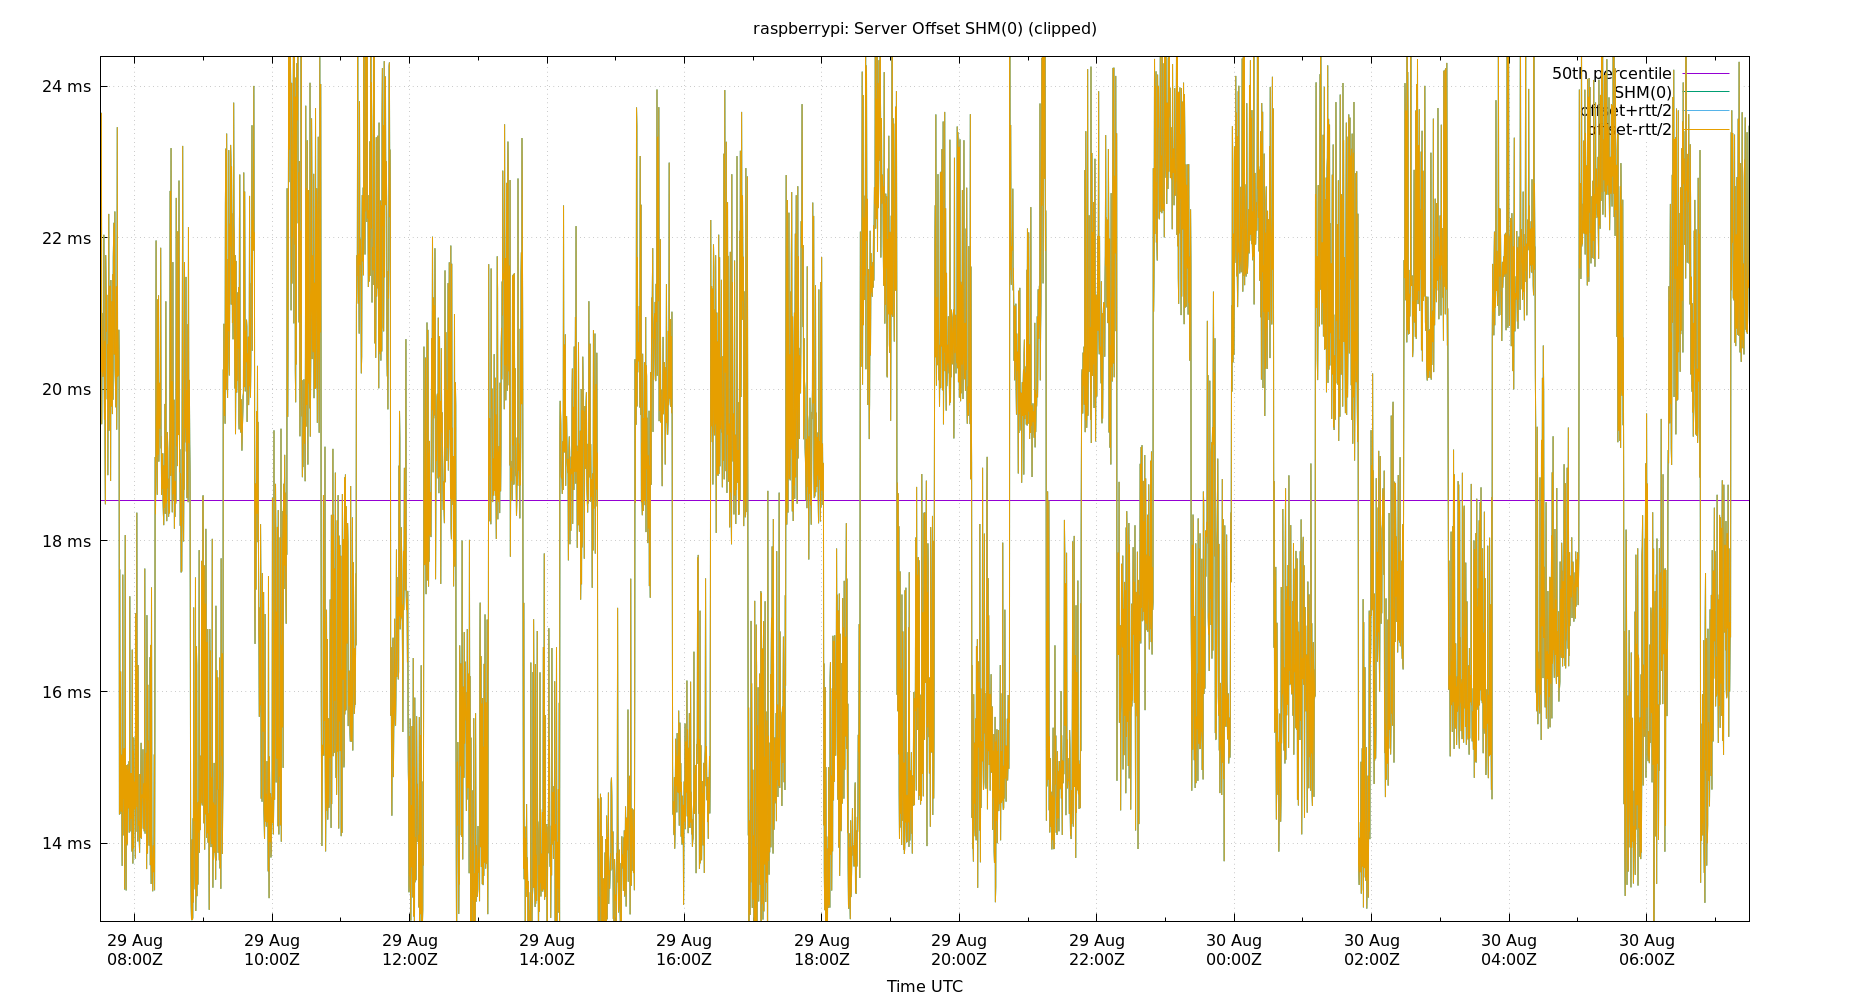 raspberrypi: Server Offset SHM(0) (clipped)
50th percentile
SHM(0)
offset+rtt/2
offset-rtt/2
24 ms
22 ms
20 ms
18 ms
16 ms
14 ms
29 Aug 29 Aug 29 Aug 29 Aug 29 Aug 29 Aug 29 Aug 29 Aug 30 Aug 30 Aug 30 Aug 30 Aug
08:00Z 10:00Z 12:00Z 14:00Z 16:00Z 18:00Z 20:00Z 22:00Z 00:00Z 02:00Z 04:00Z 06:00Z
Time UTC